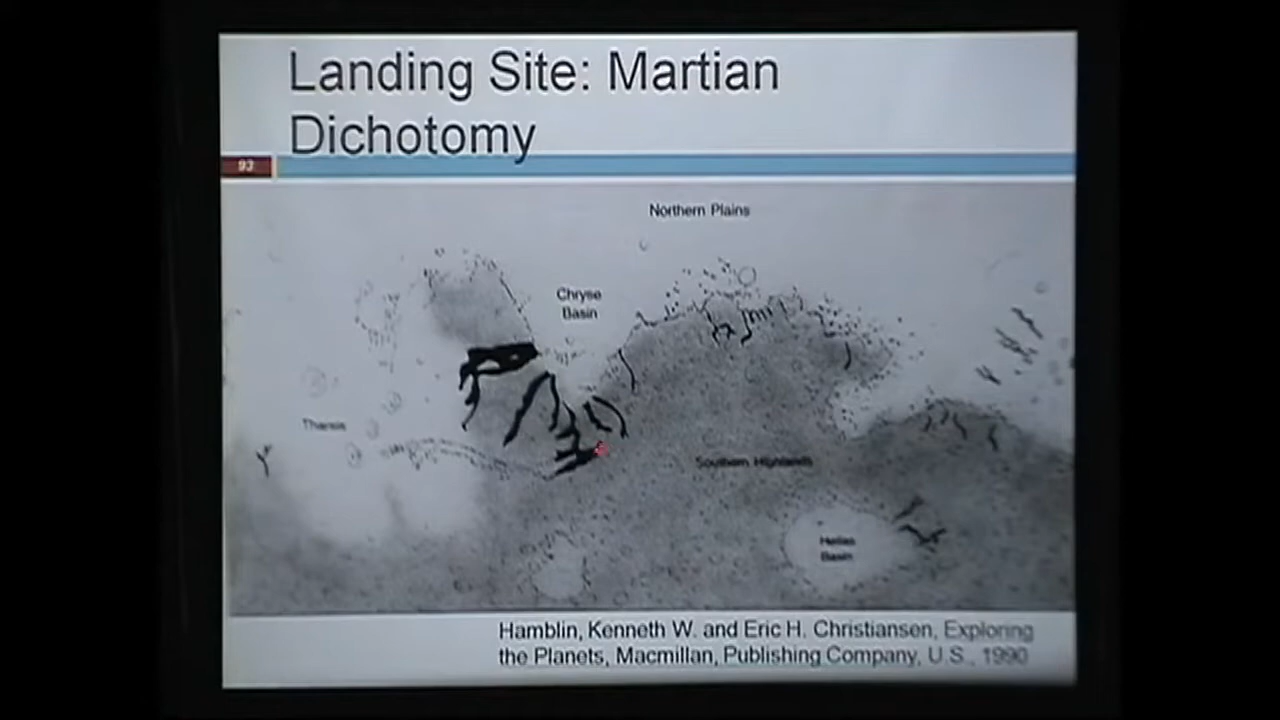 Landing Site: Martian
Dichotomy
93
Northern Plains
Chryse
Basin
Tharsis
Southern Highlands
Hellas
Basin
Hamblin, Kenneth W. and Eric H. Christiansen, Exploring
the Planets, Macmillan, Publishing Company, U.S., 1990